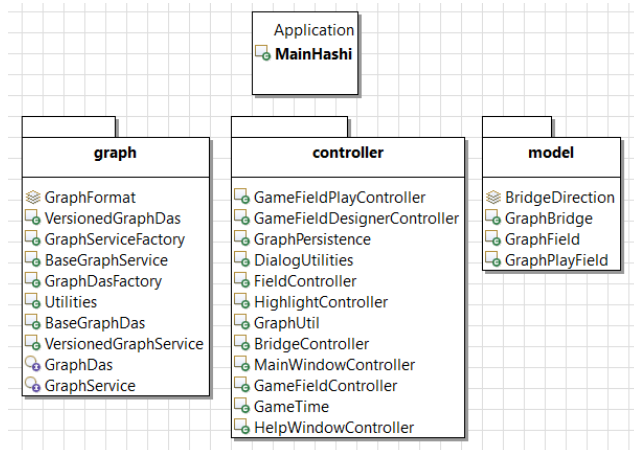 Application
MainHashi
graph
GraphFormat
VersionedGraphDas
GraphServiceFactory
BaseGraphService
GraphDasFactory
Utilities
BaseGraphDas
VersionedGraphService
GraphDas
GraphService
controller
GameFieldPlayController
GameFieldDesignerController
GraphPersistence
DialogUtilities
FieldController
HighlightController
GraphUtil
BridgeController
MainWindowController
GameFieldController
GameTime
HelpWindowController
model
BridgeDirection
GraphBridge
GraphField
GraphPlayField